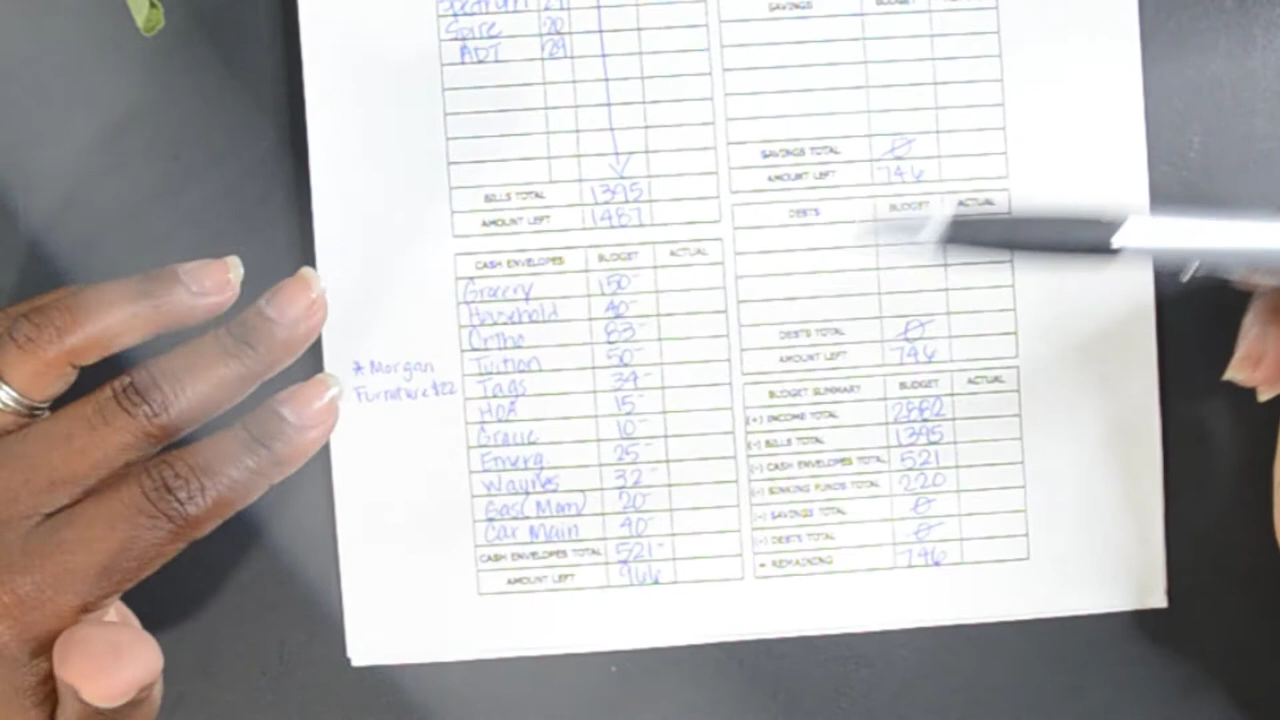 Spectrum 21
Spire 20
ADT 29
BILLS TOTAL 1395
AMOUNT LEFT 1487
CASH ENVELOPES BUDGET ACTUAL
Grocery 150-
Household 40-
Ortho 83-
Tuition 50-
Tags 34-
HOA 15-
10-
Emerg. 25-
Waynes 32-
Gas (Mom) 20-
Car Main 40-
CASH ENVELOPES TOTAL 521-
AMOUNT LEFT 966
* Morgan
Furniture $22
SAVINGS BUDGET
SAVINGS TOTAL Ø
AMOUNT LEFT 746
DEBTS BUDGET ACTUAL
DEBTS TOTAL Ø
AMOUNT LEFT 746
BUDGET SUMMARY BUDGET ACTUAL
(+) INCOME TOTAL 2882
(-) BILLS TOTAL 1395
(-) CASH ENVELOPES TOTAL 521
(-) SINKING FUNDS TOTAL 220
(-) SAVINGS TOTAL Ø
(-) DEBTS TOTAL Ø
= REMAINING 746